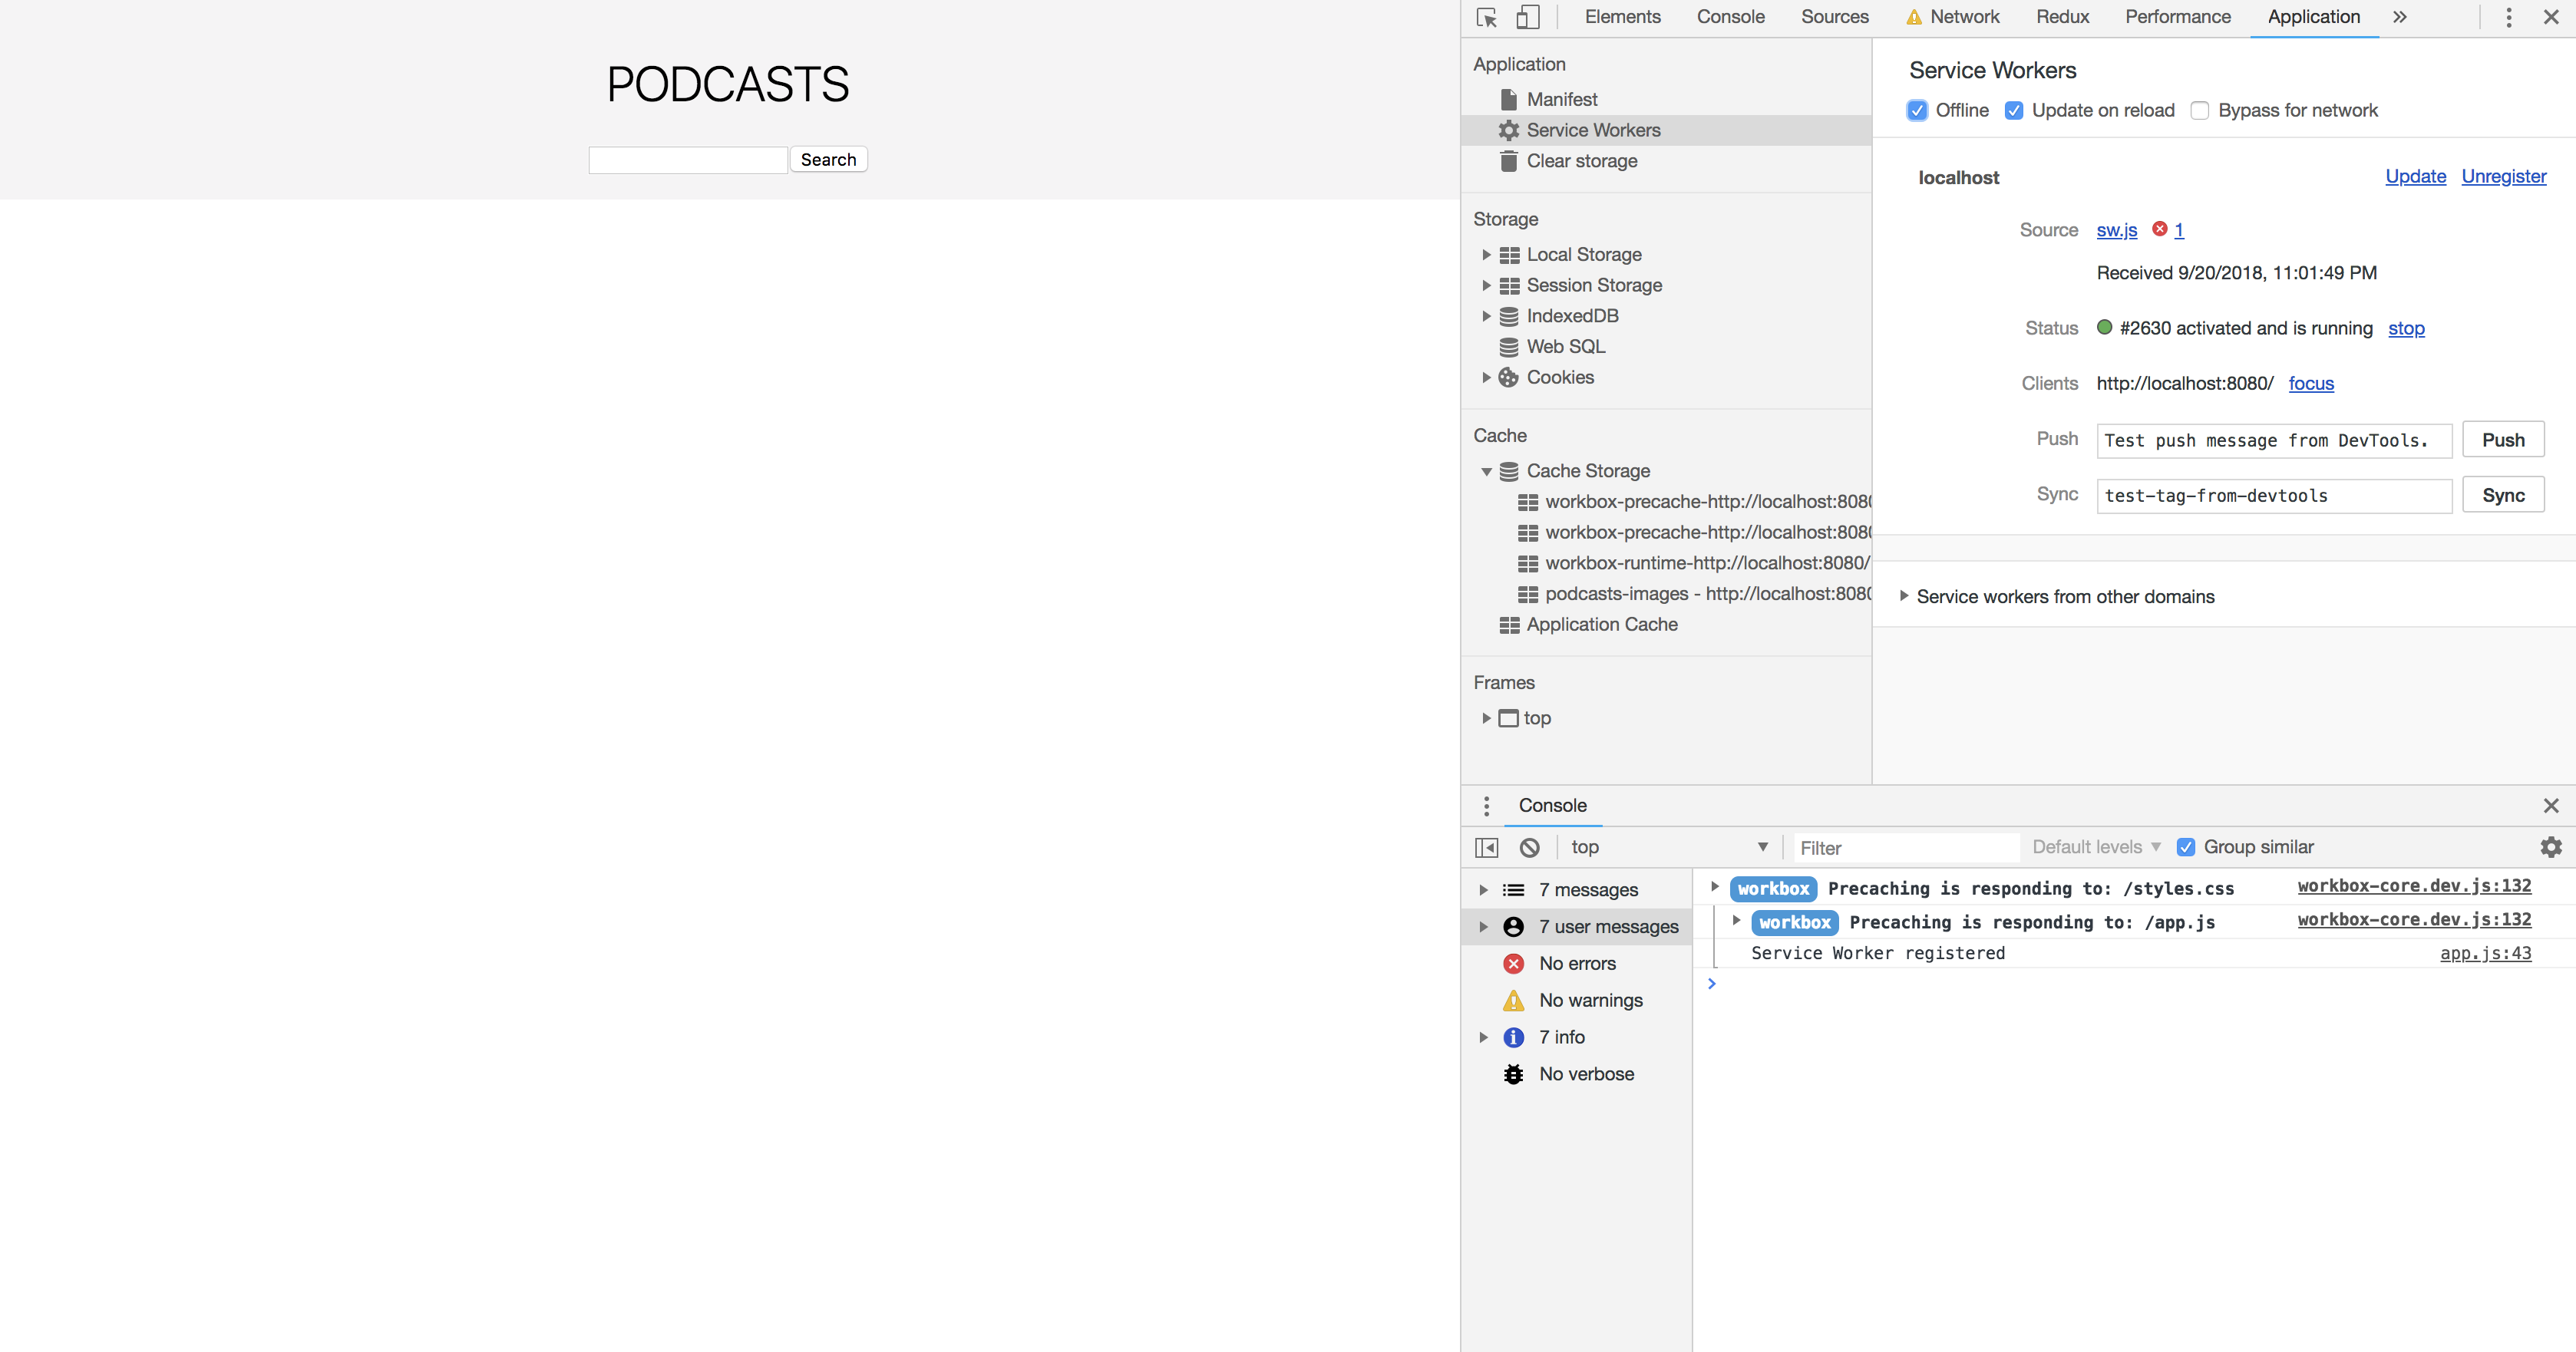 PODCASTS
Search
Elements Console Sources Network Redux Performance Application »
Application
Manifest
Service Workers
Clear storage
Storage
Local Storage
Session Storage
IndexedDB
Web SQL
Cookies
Cache
Cache Storage
workbox-precache-http://localhost:8080
workbox-precache-http://localhost:8080
workbox-runtime-http://localhost:8080/
podcasts-images - http://localhost:8080
Application Cache
Frames
top
Service Workers
Offline Update on reload Bypass for network
localhost Update Unregister
Source sw.js 1
Received 9/20/2018, 11:01:49 PM
Status #2630 activated and is running stop
Clients http://localhost:8080/ focus
Push Test push message from DevTools. Push
Sync test-tag-from-devtools Sync
Service workers from other domains
Console
top Filter Default levels Group similar
7 messages
7 user messages
No errors
No warnings
7 info
No verbose
workbox Precaching is responding to: /styles.css workbox-core.dev.js:132
workbox Precaching is responding to: /app.js workbox-core.dev.js:132
Service Worker registered app.js:43